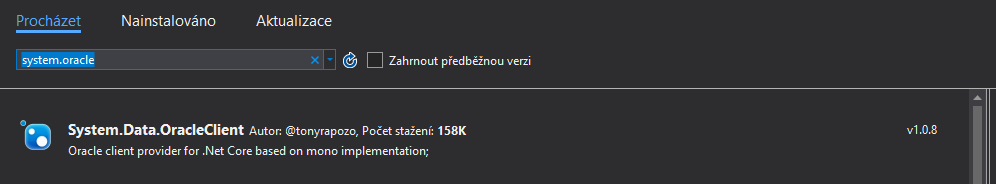 Procházet Nainstalováno Aktualizace
system.oracle Zahrnout předběžnou verzi
System.Data.OracleClient Autor: @tonyrapozo, Počet stažení: 158K v1.0.8
Oracle client provider for .Net Core based on mono implementation;